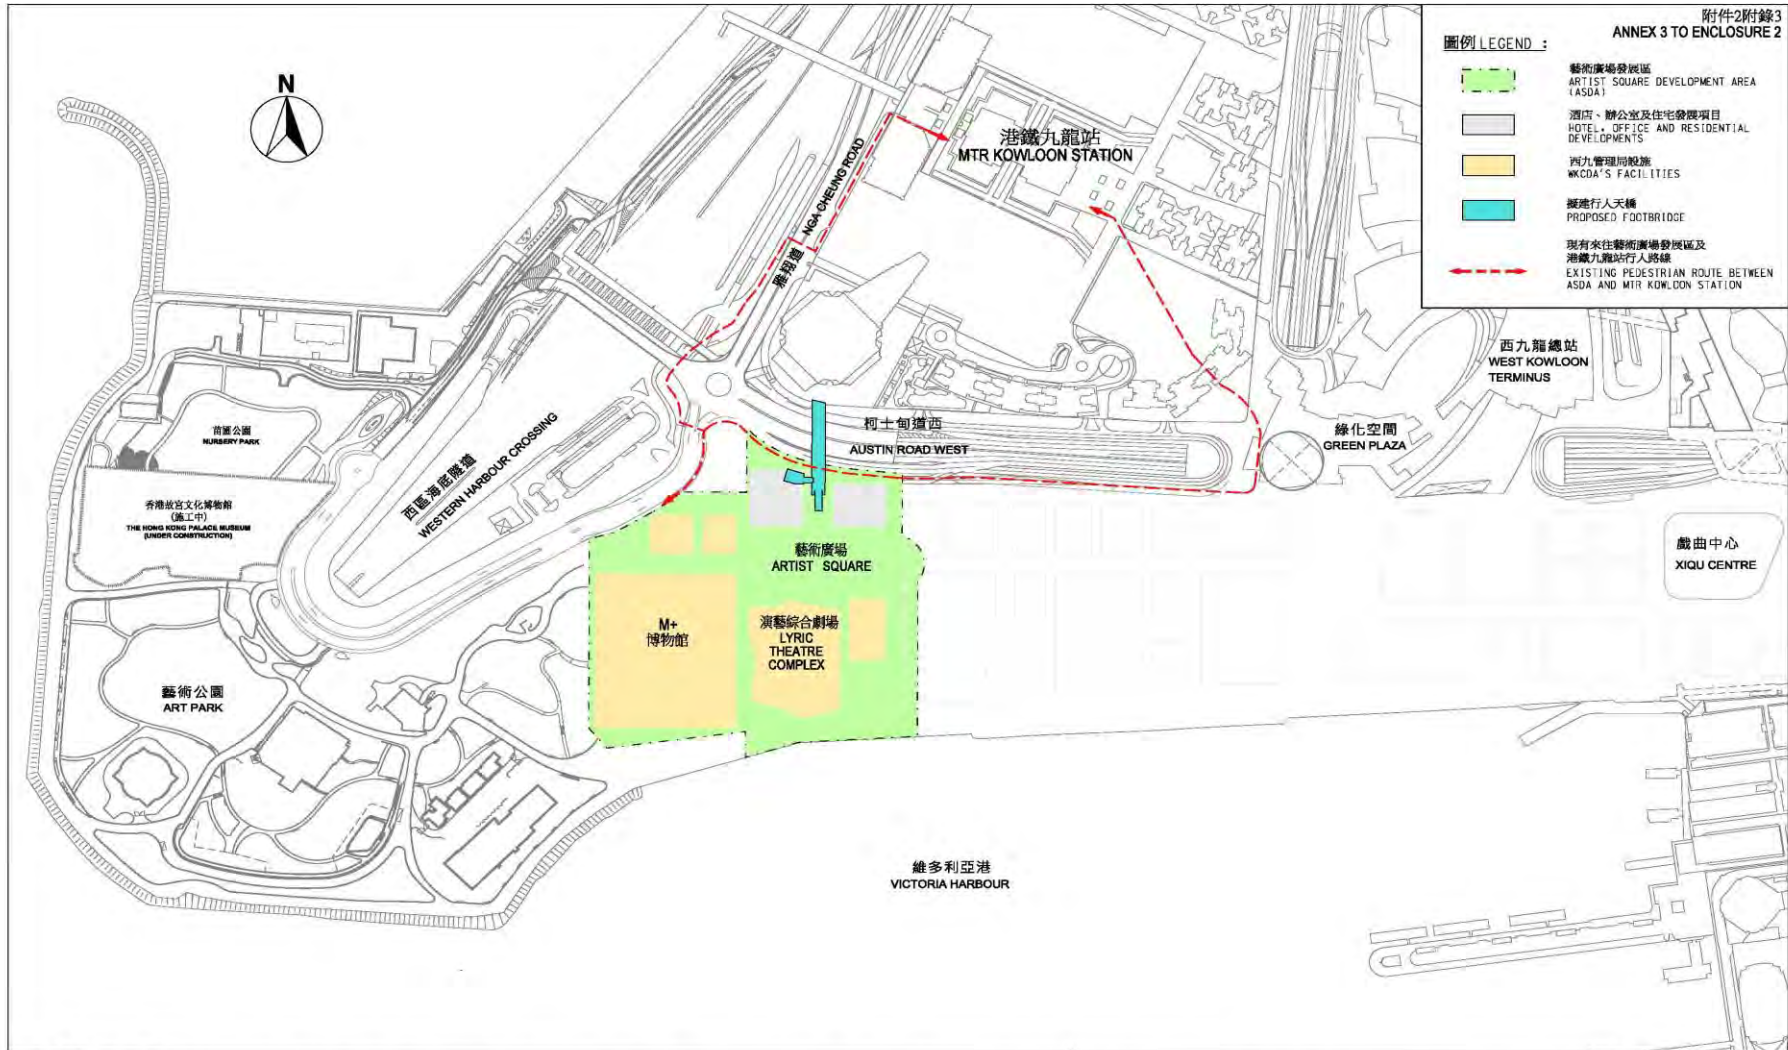 附件2附錄3
ANNEX 3 TO ENCLOSURE 2
圖例 LEGEND :
藝術廣場發展區
ARTIST SQUARE DEVELOPMENT AREA
(ASDA)
酒店、辦公室及住宅發展項目
HOTEL, OFFICE AND RESIDENTIAL
DEVELOPMENTS
西九管理局設施
WKCDA'S FACILITIES
擬建行人天橋
PROPOSED FOOTBRIDGE
現有來往藝術廣場發展區及
港鐵九龍站行人路線
EXISTING PEDESTRIAN ROUTE BETWEEN
ASDA AND MTR KOWLOON STATION
N
港鐵九龍站
MTR KOWLOON STATION
雅翔道 NGA CHEUNG ROAD
西九龍總站
WEST KOWLOON
TERMINUS
柯士甸道西
AUSTIN ROAD WEST
綠化空間
GREEN PLAZA
苗圃公園
NURSERY PARK
西區海底隧道
WESTERN HARBOUR CROSSING
香港故宮文化博物館
(施工中)
THE HONG KONG PALACE MUSEUM
(UNDER CONSTRUCTION)
藝術廣場
ARTIST SQUARE
戲曲中心
XIQU CENTRE
M+
博物館
演藝綜合劇場
LYRIC
THEATRE
COMPLEX
藝術公園
ART PARK
維多利亞港
VICTORIA HARBOUR